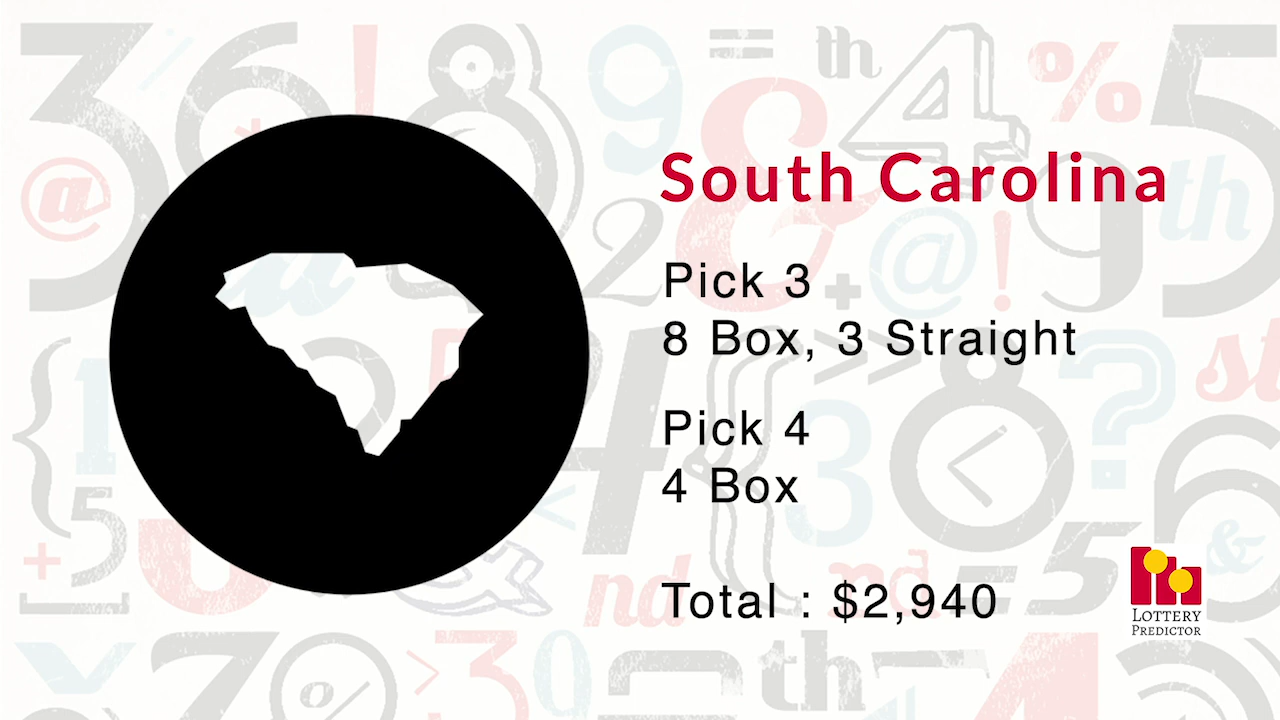 South Carolina
Pick 3
8 Box, 3 Straight
Pick 4
4 Box
Total : $2,940
LOTTERY
PREDICTOR